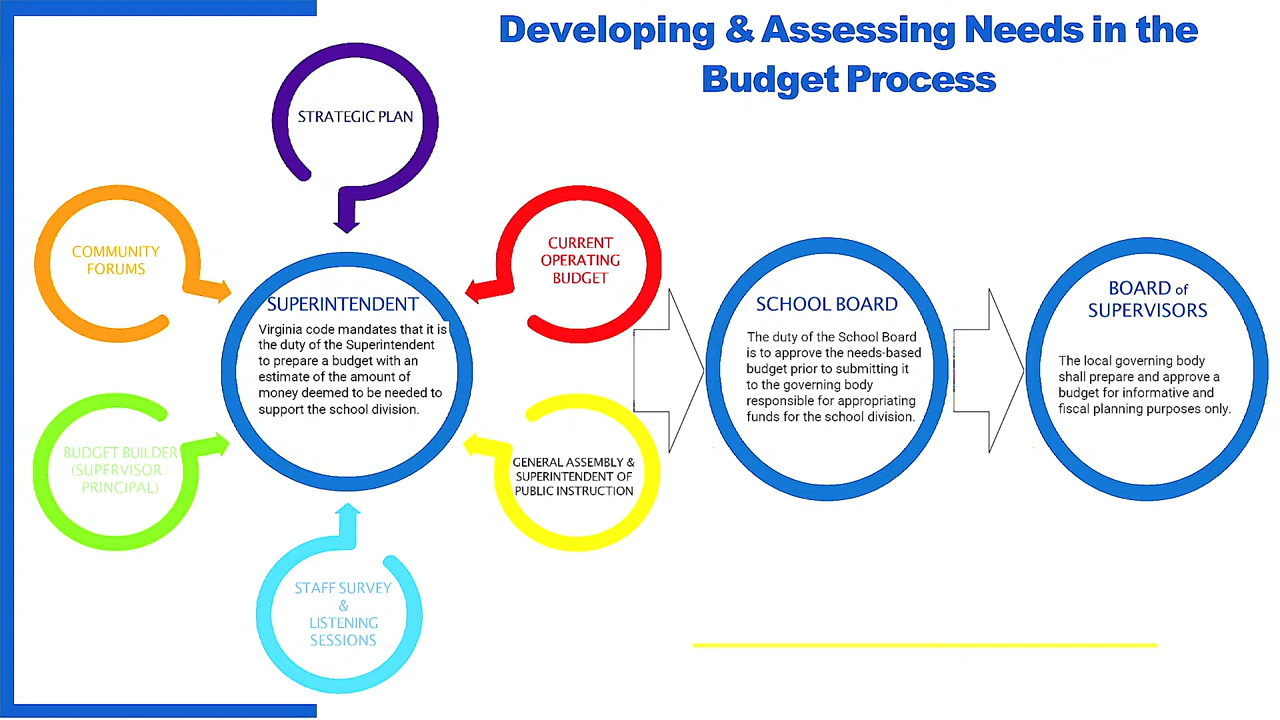 Developing & Assessing Needs in the
Budget Process
STRATEGIC PLAN
COMMUNITY
FORUMS
CURRENT
OPERATING
BUDGET
SUPERINTENDENT
Virginia code mandates that it is
the duty of the Superintendent
to prepare a budget with an
estimate of the amount of
money deemed to be needed to
support the school division.
BUDGET BUILDER
(SUPERVISOR
PRINCIPAL)
GENERAL ASSEMBLY &
SUPERINTENDENT OF
PUBLIC INSTRUCTION
STAFF SURVEY
&
LISTENING
SESSIONS
SCHOOL BOARD
The duty of the School Board
is to approve the needs-based
budget prior to submitting it
to the governing body
responsible for appropriating
funds for the school division.
BOARD of
SUPERVISORS
The local governing body
shall prepare and approve a
budget for informative and
fiscal planning purposes only.